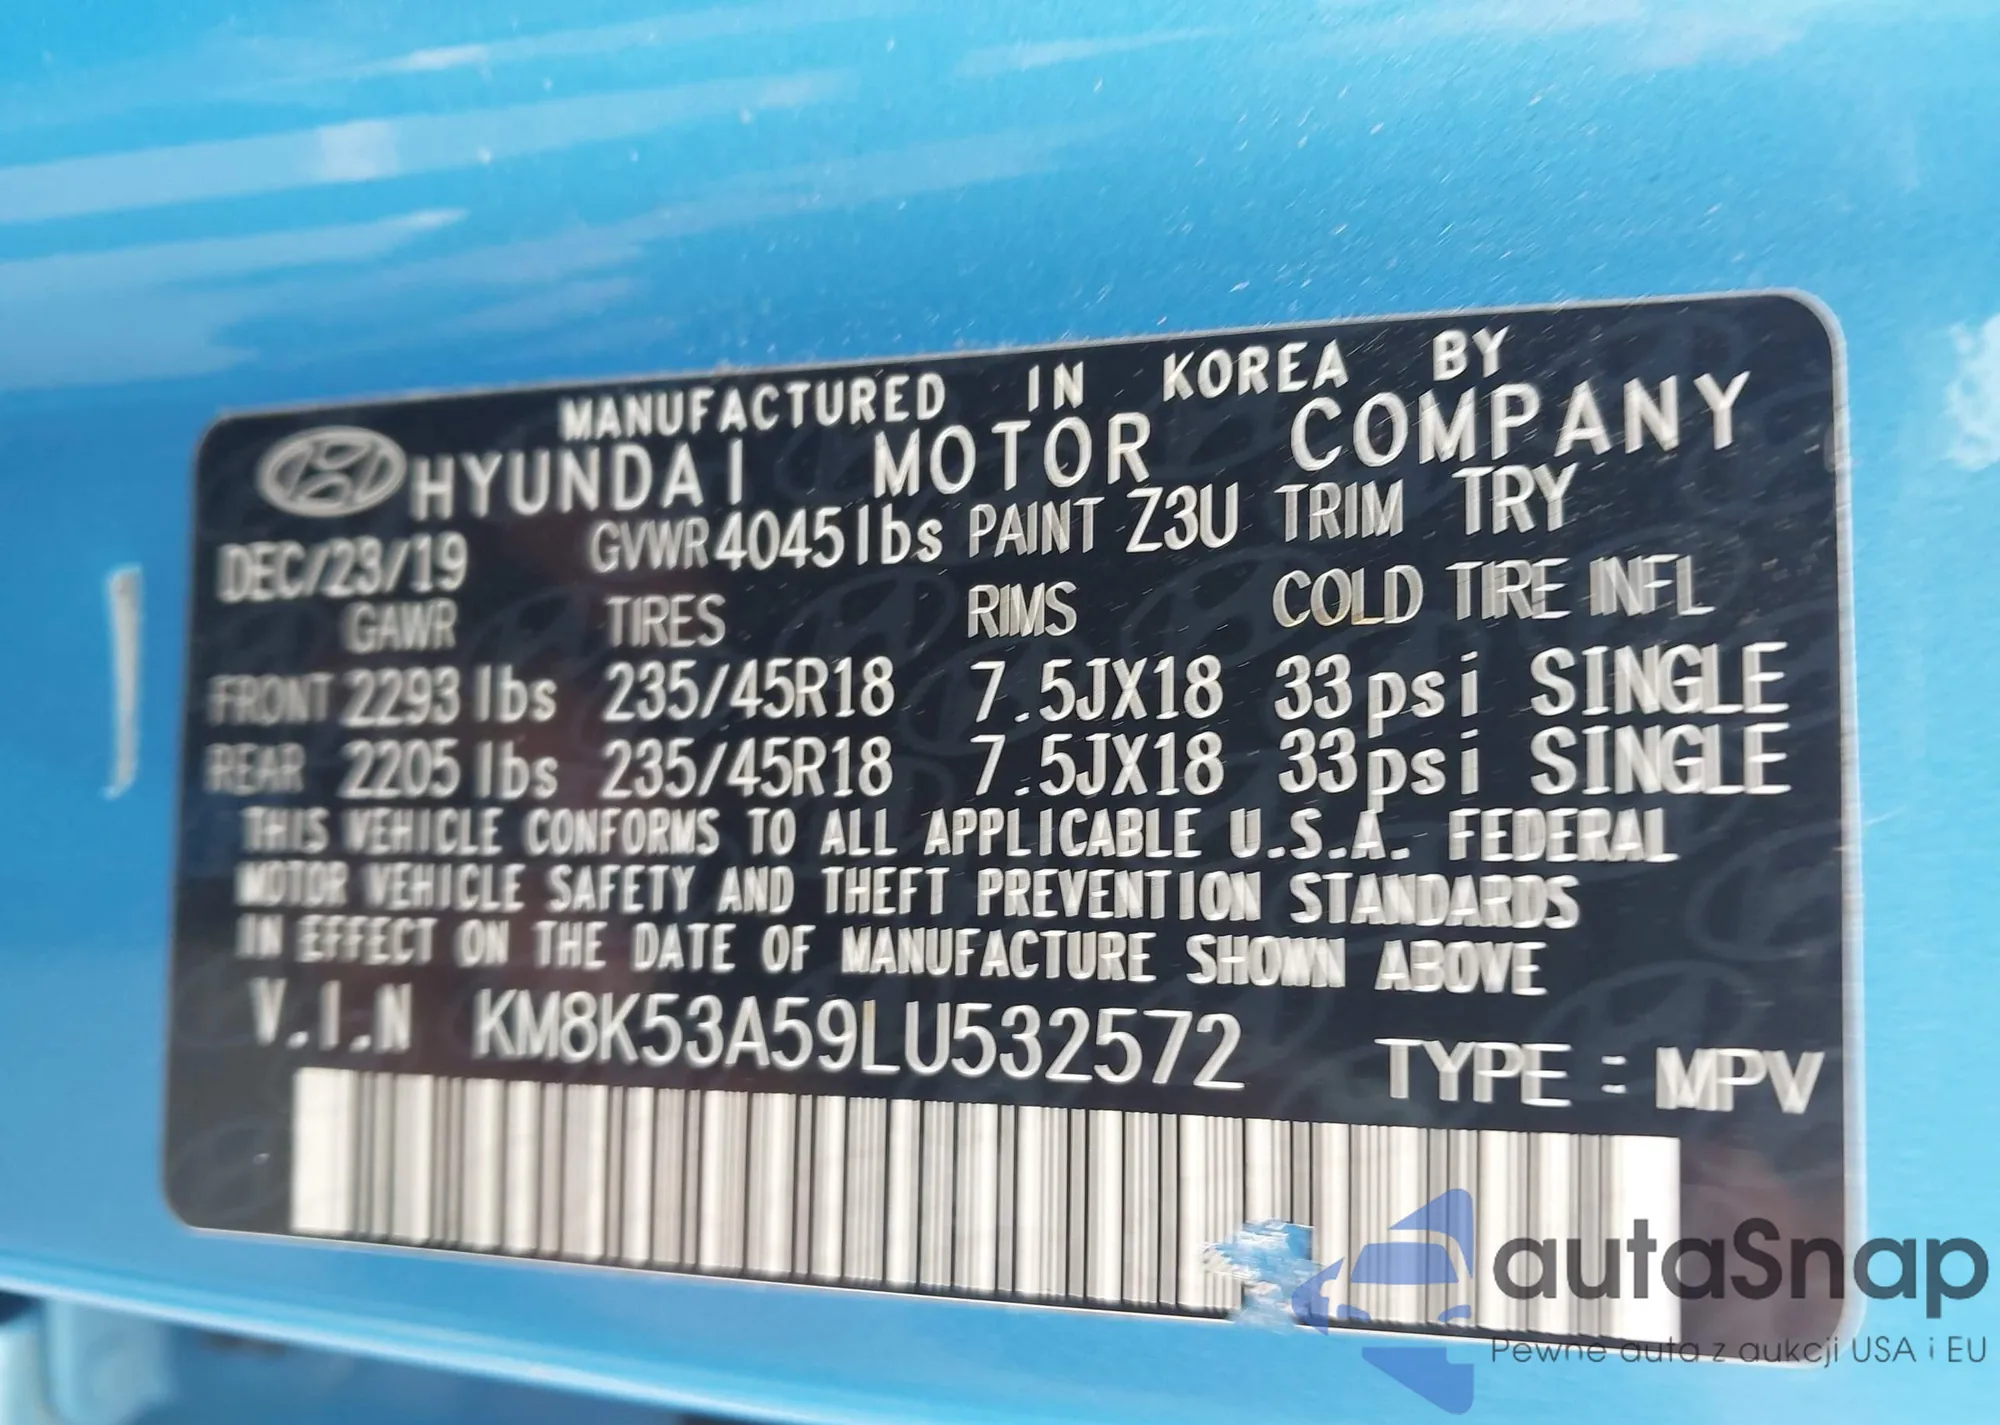 MANUFACTURED IN KOREA BY
HYUNDAI MOTOR COMPANY
DEC/23/19 GVWR 4045 lbs PAINT Z3U TRIM TRY
GAWR TIRES RIMS COLD TIRE INFL
FRONT 2293 lbs 235/45R18 7.5JX18 33psi SINGLE
REAR 2205 lbs 235/45R18 7.5JX18 33psi SINGLE
THIS VEHICLE CONFORMS TO ALL APPLICABLE U.S.A. FEDERAL
MOTOR VEHICLE SAFETY AND THEFT PREVENTION STANDARDS
IN EFFECT ON THE DATE OF MANUFACTURE SHOWN ABOVE
V.I.N KM8K53A59LU532572 TYPE : MPV
autaSnap
Pewne auta z aukcji USA i EU